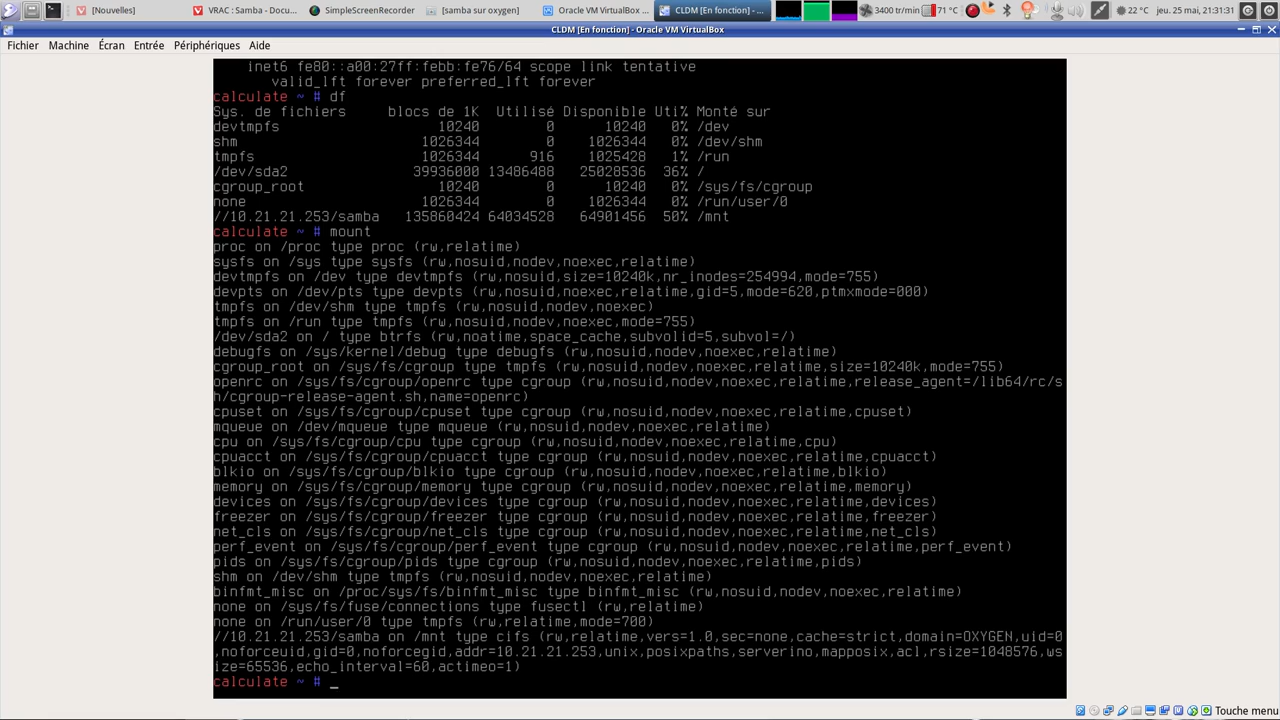 [Nouvelles]
VRAC : Samba - Docu...
SimpleScreenRecorder
[samba sur oxygen]
Oracle VM VirtualBox ...
CLDM [En fonction] - ...
3400 tr/min
71 °C
22 °C
jeu. 25 mai, 21:31:31
CLDM [En fonction] - Oracle VM VirtualBox
Fichier Machine Écran Entrée Périphériques Aide
inet6 fe80::a00:27ff:febb:fe76/64 scope link tentative
valid_lft forever preferred_lft forever
calculate ~ # df
Sys. de fichiers blocs de 1K Utilisé Disponible Uti% Monté sur
devtmpfs 10240 0 10240 0% /dev
shm 1026344 0 1026344 0% /dev/shm
tmpfs 1026344 916 1025428 1% /run
/dev/sda2 39936000 13486488 25028536 36% /
cgroup_root 10240 0 10240 0% /sys/fs/cgroup
none 1026344 0 1026344 0% /run/user/0
//10.21.21.253/samba 135860424 64034528 64901456 50% /mnt
calculate ~ # mount
proc on /proc type proc (rw,relatime)
sysfs on /sys type sysfs (rw,nosuid,nodev,noexec,relatime)
devtmpfs on /dev type devtmpfs (rw,nosuid,size=10240k,nr_inodes=254994,mode=755)
devpts on /dev/pts type devpts (rw,nosuid,noexec,relatime,gid=5,mode=620,ptmxmode=000)
tmpfs on /dev/shm type tmpfs (rw,nosuid,nodev,noexec)
tmpfs on /run type tmpfs (rw,nosuid,nodev,noexec,mode=755)
/dev/sda2 on / type btrfs (rw,noatime,space_cache,subvolid=5,subvol=/)
debugfs on /sys/kernel/debug type debugfs (rw,nosuid,nodev,noexec,relatime)
cgroup_root on /sys/fs/cgroup type tmpfs (rw,nosuid,nodev,noexec,relatime,size=10240k,mode=755)
openrc on /sys/fs/cgroup/openrc type cgroup (rw,nosuid,nodev,noexec,relatime,release_agent=/lib64/rc/s
h/cgroup-release-agent.sh,name=openrc)
cpuset on /sys/fs/cgroup/cpuset type cgroup (rw,nosuid,nodev,noexec,relatime,cpuset)
mqueue on /dev/mqueue type mqueue (rw,nosuid,nodev,noexec,relatime)
cpu on /sys/fs/cgroup/cpu type cgroup (rw,nosuid,nodev,noexec,relatime,cpu)
cpuacct on /sys/fs/cgroup/cpuacct type cgroup (rw,nosuid,nodev,noexec,relatime,cpuacct)
blkio on /sys/fs/cgroup/blkio type cgroup (rw,nosuid,nodev,noexec,relatime,blkio)
memory on /sys/fs/cgroup/memory type cgroup (rw,nosuid,nodev,noexec,relatime,memory)
devices on /sys/fs/cgroup/devices type cgroup (rw,nosuid,nodev,noexec,relatime,devices)
freezer on /sys/fs/cgroup/freezer type cgroup (rw,nosuid,nodev,noexec,relatime,freezer)
net_cls on /sys/fs/cgroup/net_cls type cgroup (rw,nosuid,nodev,noexec,relatime,net_cls)
perf_event on /sys/fs/cgroup/perf_event type cgroup (rw,nosuid,nodev,noexec,relatime,perf_event)
pids on /sys/fs/cgroup/pids type cgroup (rw,nosuid,nodev,noexec,relatime,pids)
shm on /dev/shm type tmpfs (rw,nosuid,nodev,noexec,relatime)
binfmt_misc on /proc/sys/fs/binfmt_misc type binfmt_misc (rw,nosuid,nodev,noexec,relatime)
none on /sys/fs/fuse/connections type fusectl (rw,relatime)
none on /run/user/0 type tmpfs (rw,relatime,mode=700)
//10.21.21.253/samba on /mnt type cifs (rw,relatime,vers=1.0,sec=none,cache=strict,domain=OXYGEN,uid=0
,noforceuid,gid=0,noforcegid,addr=10.21.21.253,unix,posixpaths,serverino,mapposix,acl,rsize=1048576,ws
ize=65536,echo_interval=60,actimeo=1)
calculate ~ # _
Touche menu